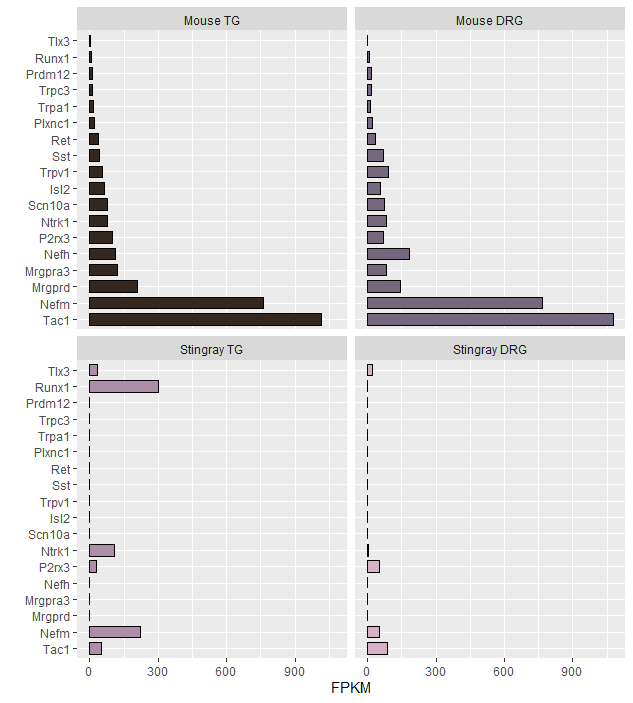 Mouse TG
Mouse DRG
Tlx3
Runx1
Prdm12
Trpc3
Trpa1
Plxnc1
Ret
Sst
Trpv1
Isl2
Scn10a
Ntrk1
P2rx3
Nefh
Mrgpra3
Mrgprd
Nefm
Tac1
Stingray TG
Stingray DRG
Tlx3
Runx1
Prdm12
Trpc3
Trpa1
Plxnc1
Ret
Sst
Trpv1
Isl2
Scn10a
Ntrk1
P2rx3
Nefh
Mrgpra3
Mrgprd
Nefm
Tac1
0 300 600 900 0 300 600 900
FPKM